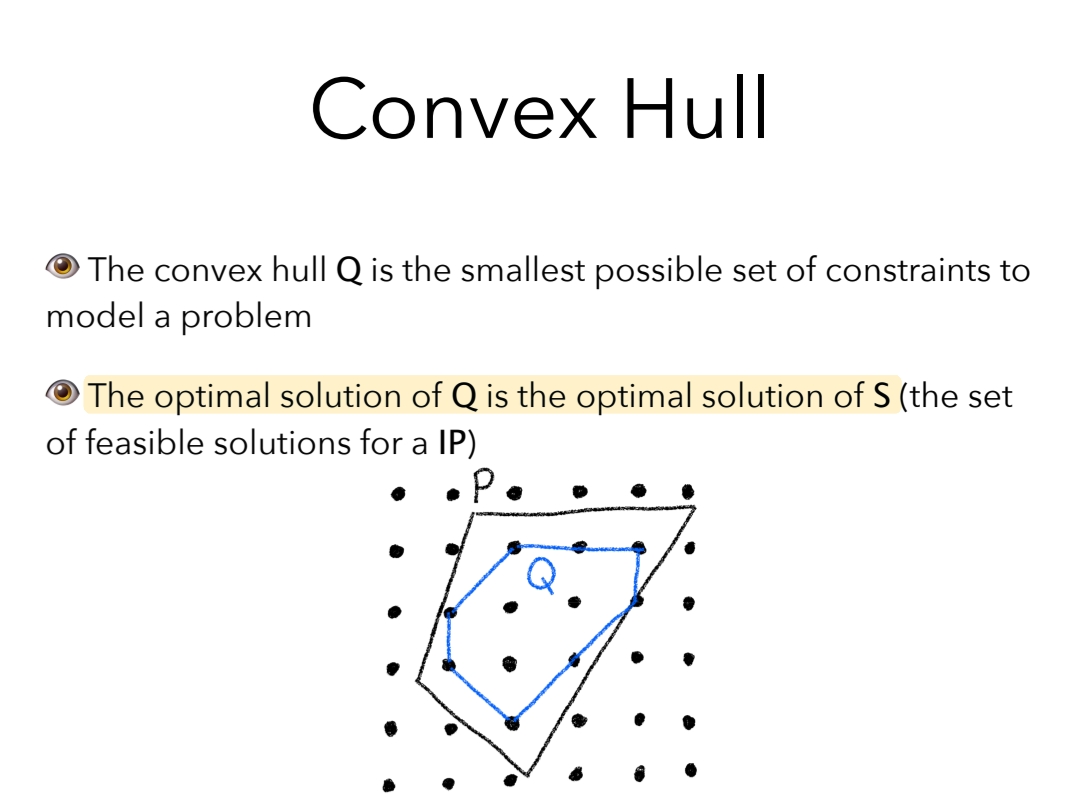 Convex Hull
👁 The convex hull Q is the smallest possible set of constraints to
model a problem
👁 The optimal solution of Q is the optimal solution of S (the set
of feasible solutions for a IP)
P
Q